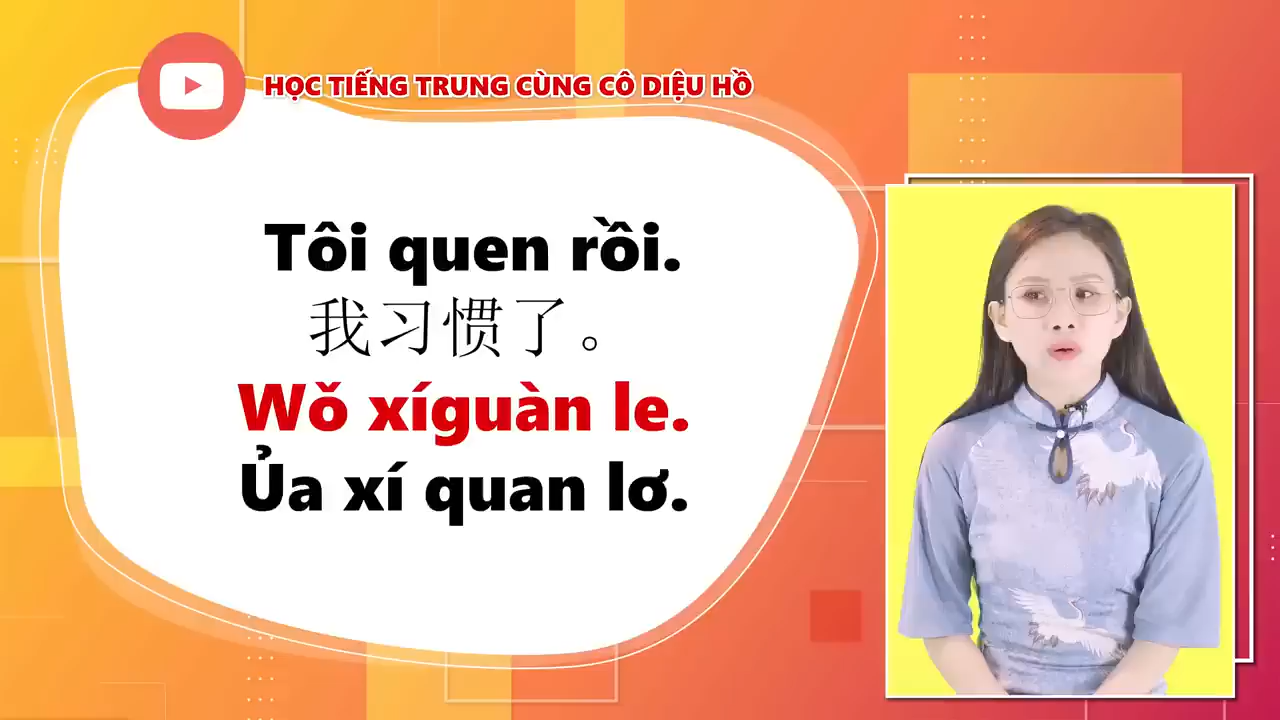 HỌC TIẾNG TRUNG CÙNG CÔ DIỆU HỒ
Tôi quen rồi.
我习惯了。
Wǒ xíguàn le.
Ủa xí quan lơ.